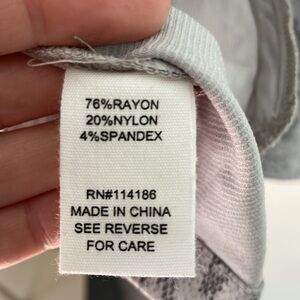 76%RAYON
20%NYLON
4%SPANDEX
RN#114186
MADE IN CHINA
SEE REVERSE
FOR CARE